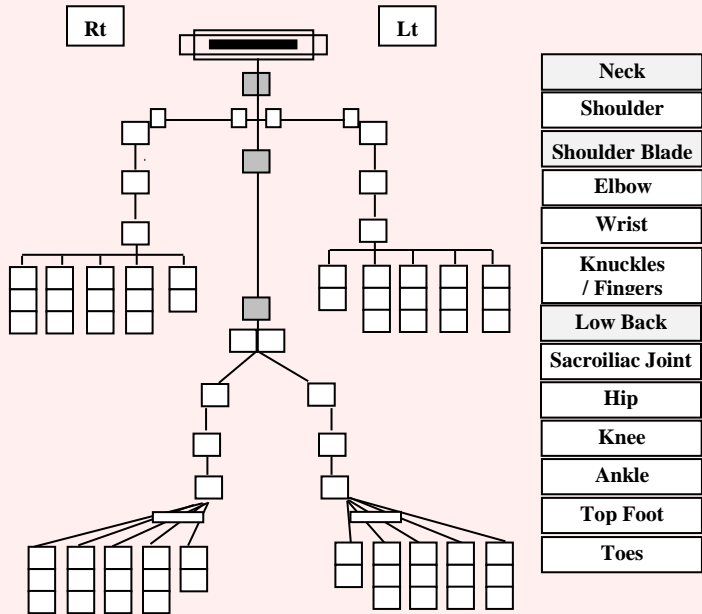 Rt
Lt
Neck
Shoulder
Shoulder Blade
Elbow
Wrist
Knuckles
/ Fingers
Low Back
Sacroiliac Joint
Hip
Knee
Ankle
Top Foot
Toes